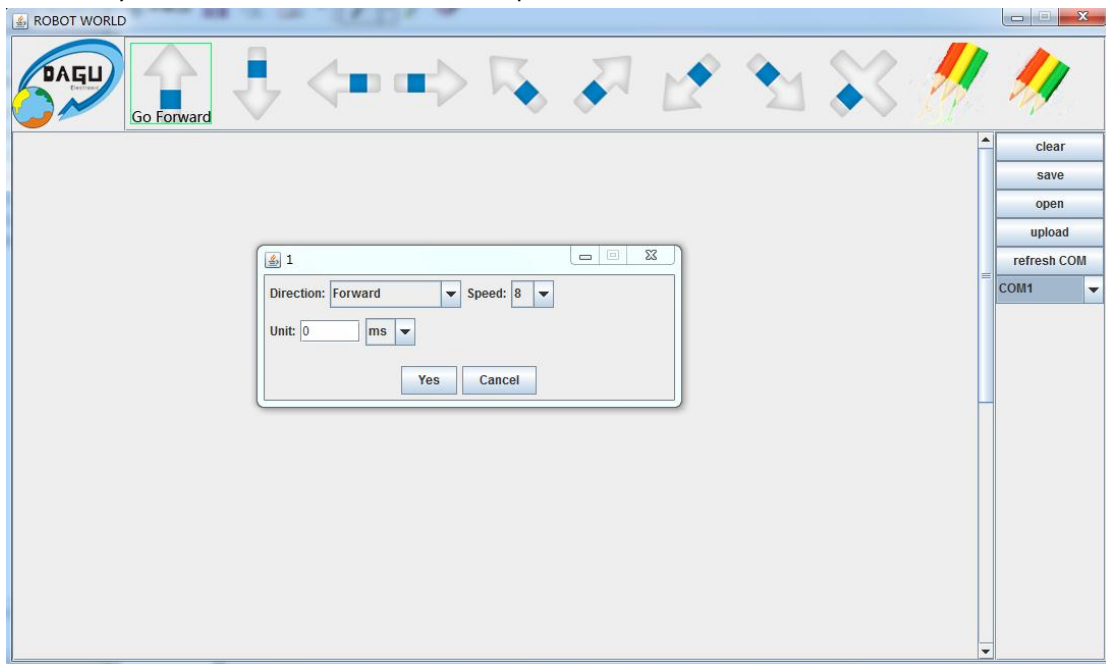 ROBOT WORLD
DAGU
Go Forward
clear
save
open
upload
refresh COM
COM1
1
Direction: Forward Speed: 8
Unit: 0 ms
Yes Cancel